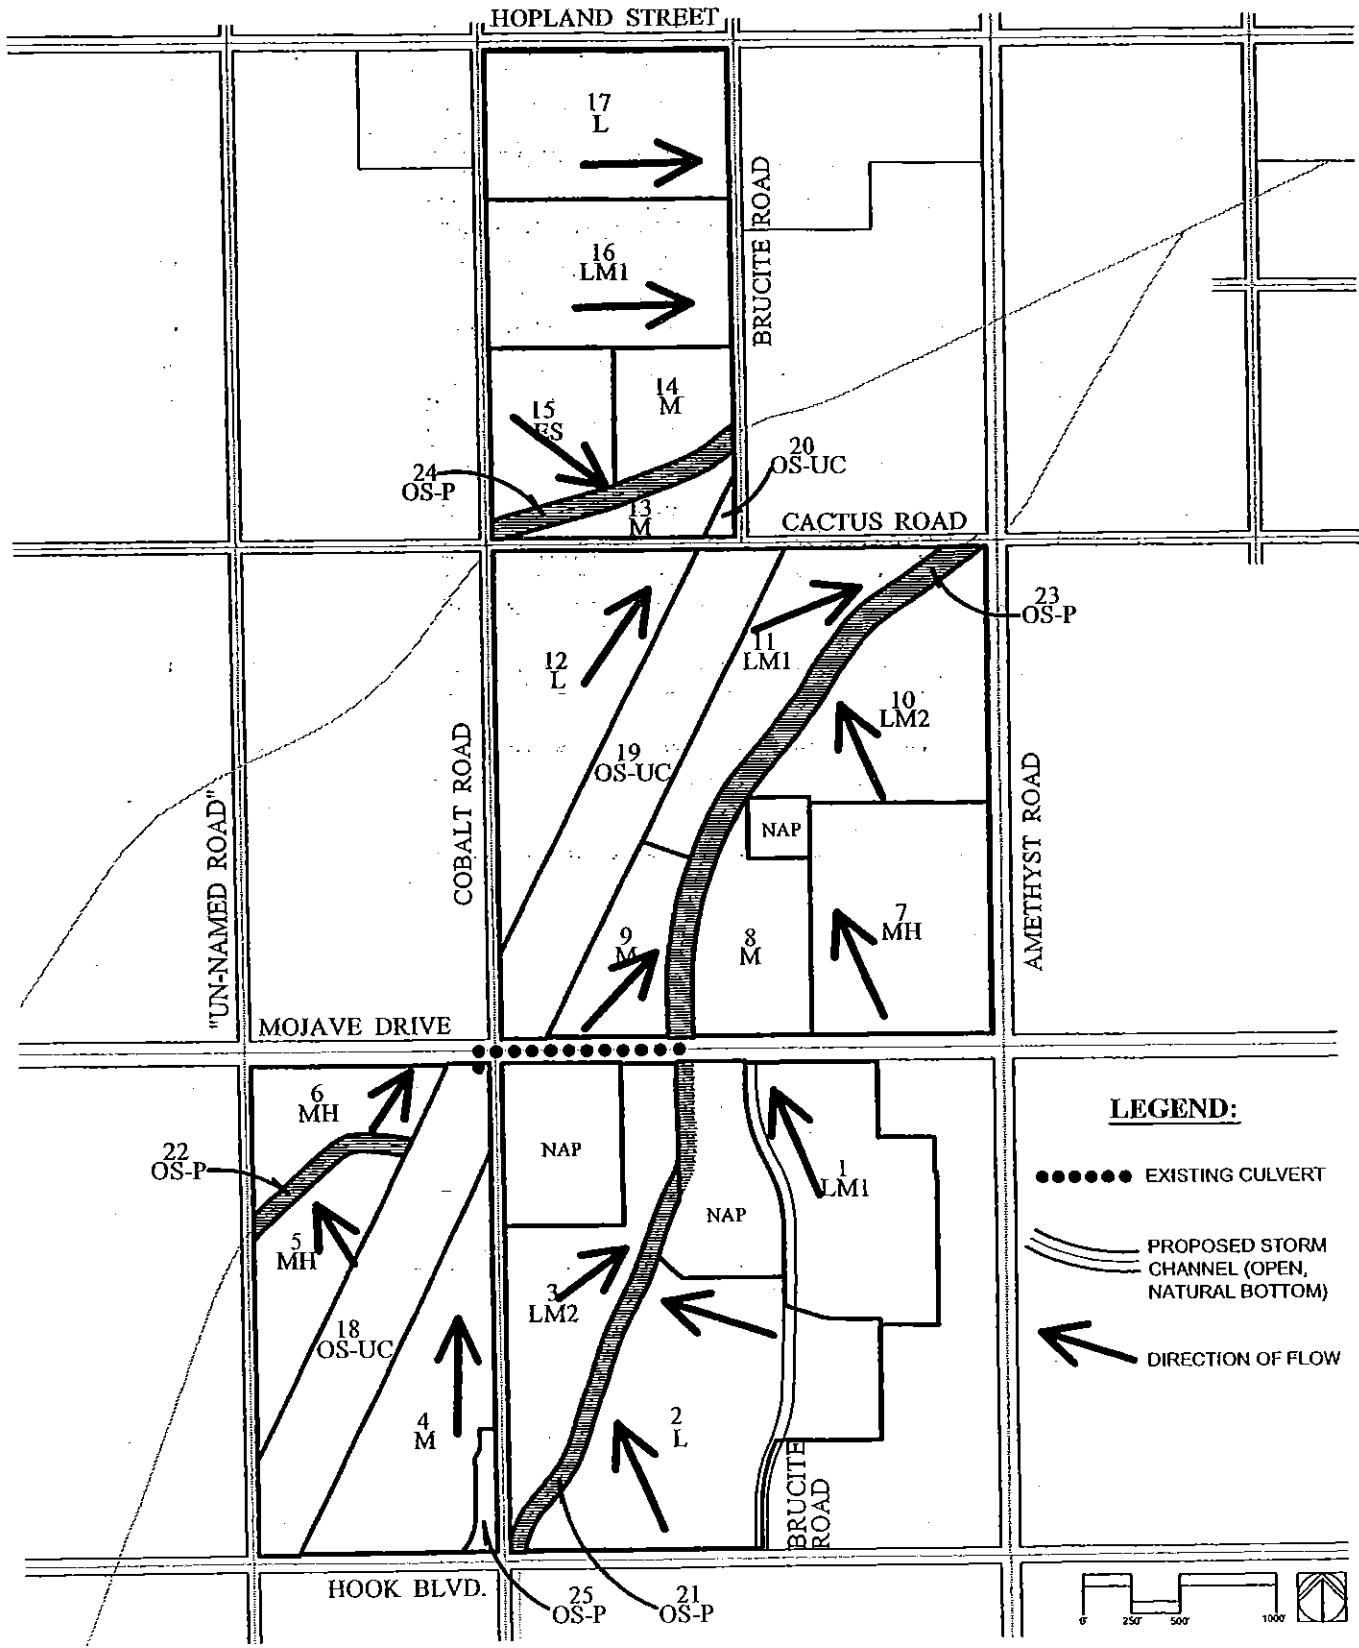 HOPLAND STREET
17
L
BRUCITE ROAD
16
LM1
14
M
15
ES
20
OS-UC
24
OS-P
13
M
CACTUS ROAD
23
OS-P
11
LM1
12
L
10
LM2
19
OS-UC
COBALT ROAD
"UN-NAMED ROAD"
AMETHYST ROAD
NAP
7
MH
9
M
8
M
MOJAVE DRIVE
6
MH
LEGEND:
22
OS-P
NAP
1
LM1
EXISTING CULVERT
NAP
5
MH
PROPOSED STORM
CHANNEL (OPEN,
NATURAL BOTTOM)
3
LM2
18
OS-UC
DIRECTION OF FLOW
4
M
2
L
BRUCITE
ROAD
HOOK BLVD.
25
OS-P
21
OS-P
0' 250' 500' 1000'